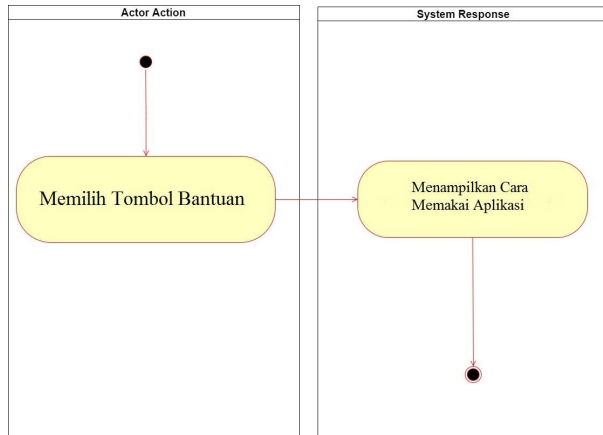 Actor Action
System Response
Memilih Tombol Bantuan
Menampilkan Cara
Memakai Aplikasi